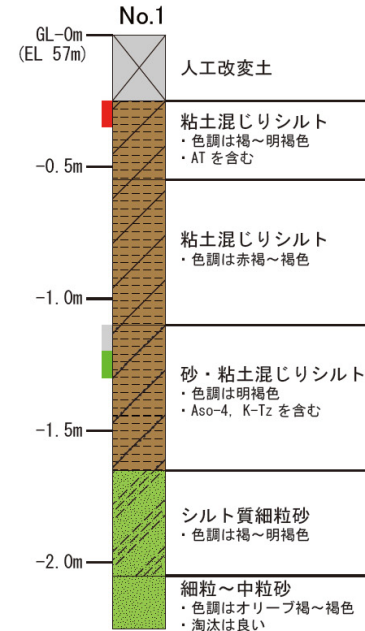 No.1
GL-0m
(EL 57m)
人工改変土
粘土混じりシルト
・色調は褐～明褐色
・ATを含む
-0.5m
粘土混じりシルト
・色調は赤褐～褐色
-1.0m
砂・粘土混じりシルト
・色調は明褐色
・Aso-4, K-Tzを含む
-1.5m
シルト質細粒砂
・色調は褐～明褐色
-2.0m
細粒～中粒砂
・色調はオリーブ褐～褐色
・淘汰は良い